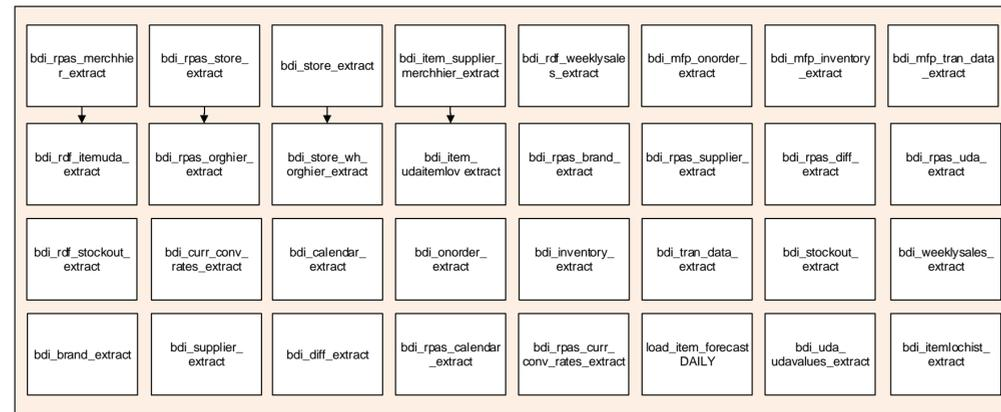 bdi_rpas_merchhie
r_extract
bdi_rpas_store_
extract
bdi_store_extract
bdi_item_supplier_
merchhier_extract
bdi_rdf_weeklysale
s_extract
bdi_mfp_onorder_
extract
bdi_mfp_inventory
_extract
bdi_mfp_tran_data
_extract
bdi_rdf_itemuda_
extract
bdi_rpas_orghier_
extract
bdi_store_wh_
orghier_extract
bdi_item_
udaitemlov extract
bdi_rpas_brand_
extract
bdi_rpas_supplier_
extract
bdi_rpas_diff_
extract
bdi_rpas_uda_
extract
bdi_rdf_stockout_
extract
bdi_curr_conv_
rates_extract
bdi_calendar_
extract
bdi_onorder_
extract
bdi_inventory_
extract
bdi_tran_data_
extract
bdi_stockout_
extract
bdi_weeklysales_
extract
bdi_brand_extract
bdi_supplier_
extract
bdi_diff_extract
bdi_rpas_calendar
_extract
bdi_rpas_curr_
conv_rates_extract
load_item_forecast
DAILY
bdi_uda_
udavalues_extract
bdi_itemlochist_
extract